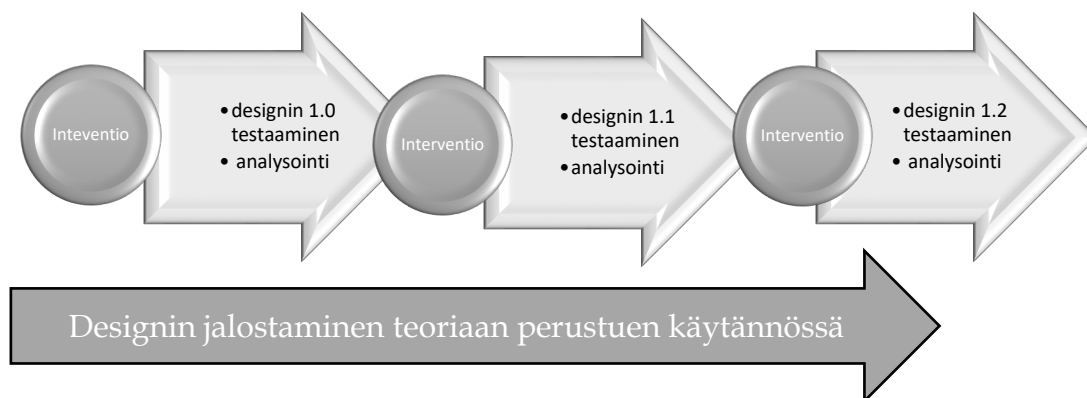 Inteventio
•designin 1.0
testaaminen
• analysointi
Interventio
•designin 1.1
testaaminen
•analysointi
Interventio
•designin 1.2
testaaminen
• analysointi
Designin jalostaminen teoriaan perustuen käytännössä